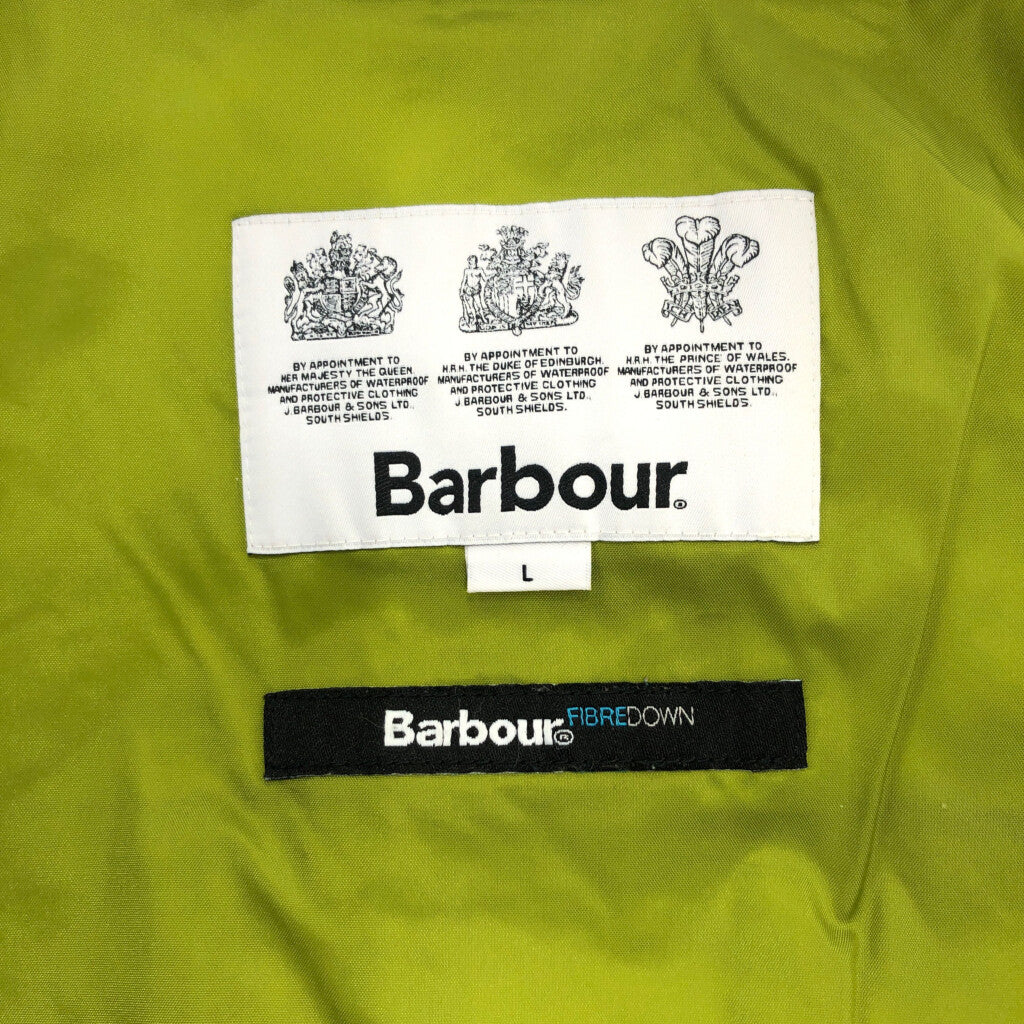 BY APPOINTMENT TO
HER MAJESTY THE QUEEN
MANUFACTURERS OF WATERPROOF
AND PROTECTIVE CLOTHING
J. BARBOUR & SONS LTD.,
SOUTH SHIELDS.
BY APPOINTMENT TO
H.R.H. THE DUKE OF EDINBURGH.
MANUFACTURERS OF WATERPROOF
AND PROTECTIVE CLOTHING
J. BARBOUR & SONS LTD.,
SOUTH SHIELDS.
BY APPOINTMENT TO
H.R.H. THE PRINCE OF WALES.
MANUFACTURERS OF WATERPROOF
AND PROTECTIVE CLOTHING
J. BARBOUR & SONS LTD.,
SOUTH SHIELDS.
Barbour®
L
Barbour® FIBREDOWN